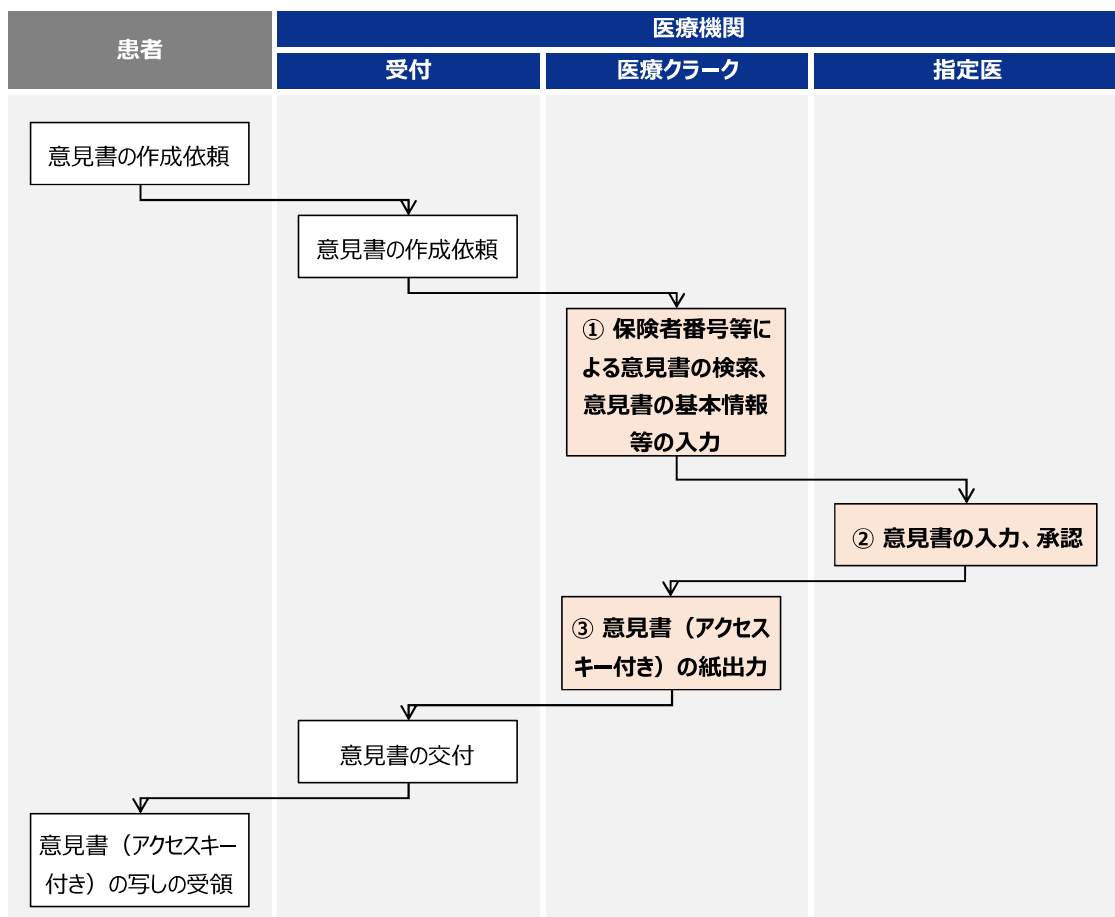 患者
医療機関
受付
医療クラーク
指定医
意見書の作成依頼
意見書の作成依頼
① 保険者番号等に
よる意見書の検索、
意見書の基本情報
等の入力
② 意見書の入力、承認
③ 意見書（アクセス
キー付き）の紙出力
意見書の交付
意見書（アクセスキー
付き）の写しの受領